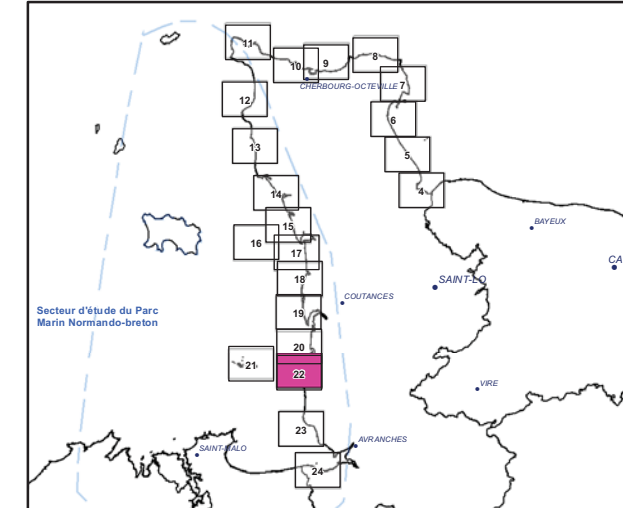 11
10
9
8
CHERBOURG-OCTEVILLE
7
12
6
13
5
14
4
15
BAYEUX
16
17
CA
18
SAINT-LO
COUTANCES
19
Secteur d'étude du Parc
Marin Normando-breton
20
21
22
VIRE
23
AVRANCHES
SAINT-MALO
24